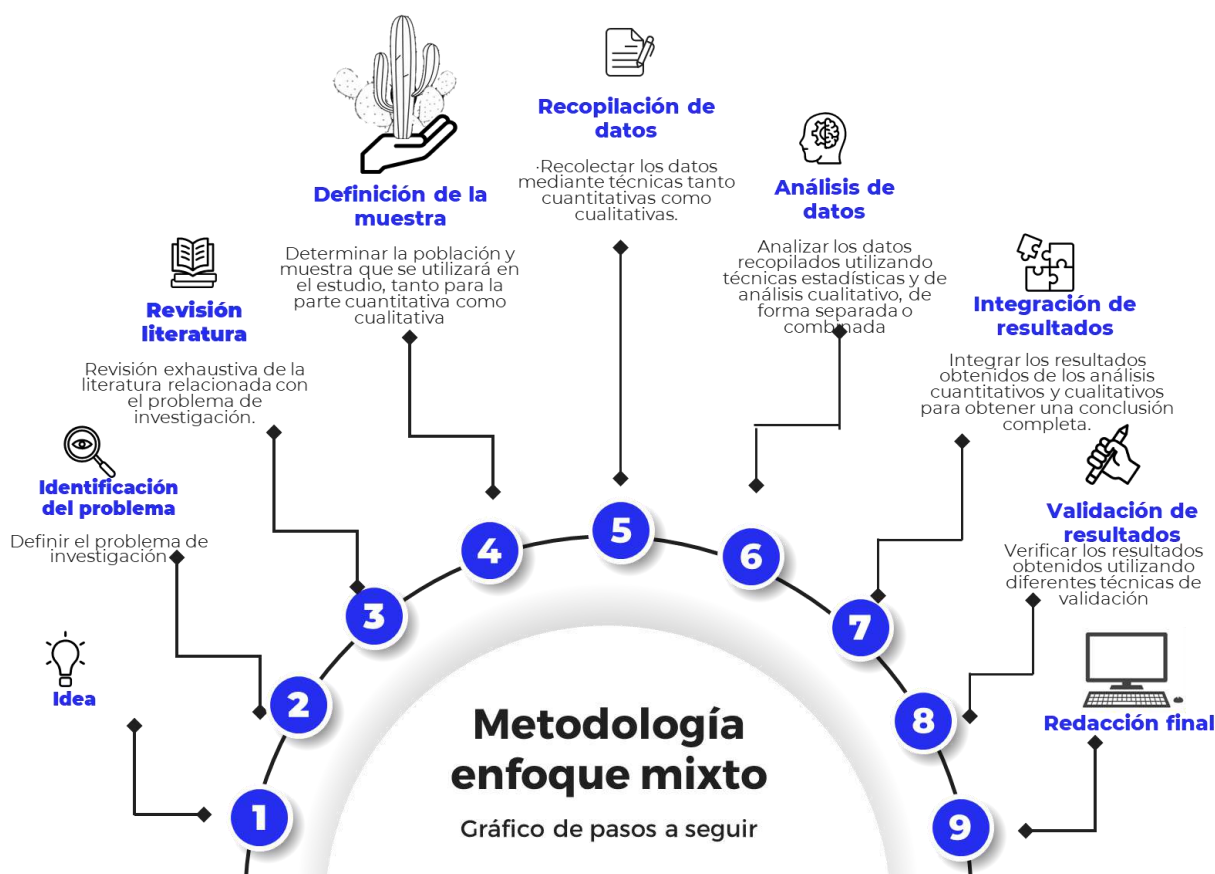 1
Idea
2
Identificación
del problema
Definir el problema de
investigación
3
Revisión
literatura
Revisión exhaustiva de la
literatura relacionada con
el problema de
investigación.
4
Definición de la
muestra
Determinar la población y
muestra que se utilizará en
el estudio, tanto para la
parte cuantitativa como
cualitativa
5
Recopilación de
datos
·Recolectar los datos
mediante técnicas tanto
cuantitativas como
cualitativas.
6
Análisis de
datos
Analizar los datos
recopilados utilizando
técnicas estadísticas y de
análisis cualitativo, de
forma separada o
combinada
7
Integración de
resultados
Integrar los resultados
obtenidos de los análisis
cuantitativos y cualitativos
para obtener una conclusión
completa.
8
Validación de
resultados
Verificar los resultados
obtenidos utilizando
diferentes técnicas de
validación
9
Redacción final
Metodología
enfoque mixto
Gráfico de pasos a seguir